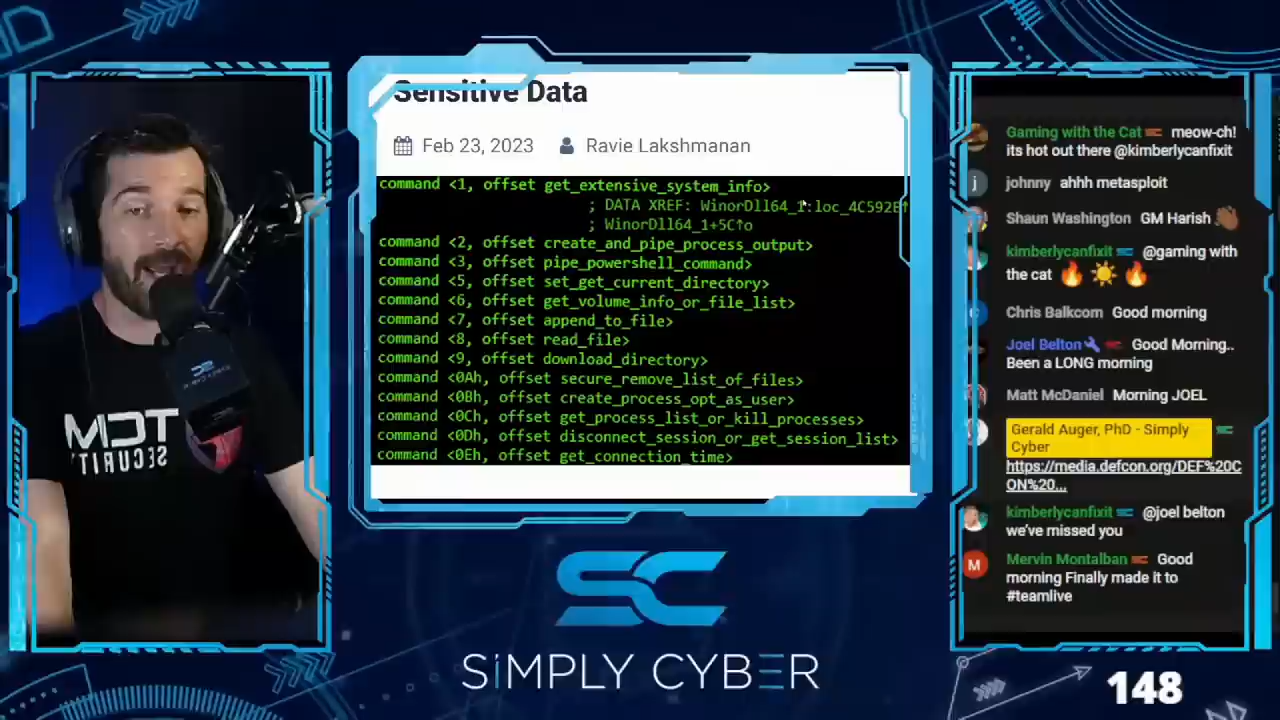 Sensitive Data
Feb 23, 2023 Ravie Lakshmanan
command <1, offset get_extensive_system_info>
; DATA XREF: WinorDll64_1:loc_4C592E↑
; WinorDll64_1+5C↑o
command <2, offset create_and_pipe_process_output>
command <3, offset pipe_powershell_command>
command <5, offset set_get_current_directory>
command <6, offset get_volume_info_or_file_list>
command <7, offset append_to_file>
command <8, offset read_file>
command <9, offset download_directory>
command <0Ah, offset secure_remove_list_of_files>
command <0Bh, offset create_process_opt_as_user>
command <0Ch, offset get_process_list_or_kill_processes>
command <0Dh, offset disconnect_session_or_get_session_list>
command <0Eh, offset get_connection_time>
SC
SiMPLY CYBER
Gaming with the Cat meow-ch!
its hot out there @kimberlycanfixit
j johnny ahhh metasploit
Shaun Washington GM Harish 👋🏾
kimberlycanfixit @gaming with
the cat 🔥 ☀️ 🔥
Chris Balkcom Good morning
Joel Belton Good Morning..
Been a LONG morning
Matt McDaniel Morning JOEL
Gerald Auger, PhD - Simply
Cyber
https://media.defcon.org/DEF%20C
ON%20...
kimberlycanfixit @joel belton
we've missed you
M Mervin Montalban Good
morning Finally made it to
#teamlive
148